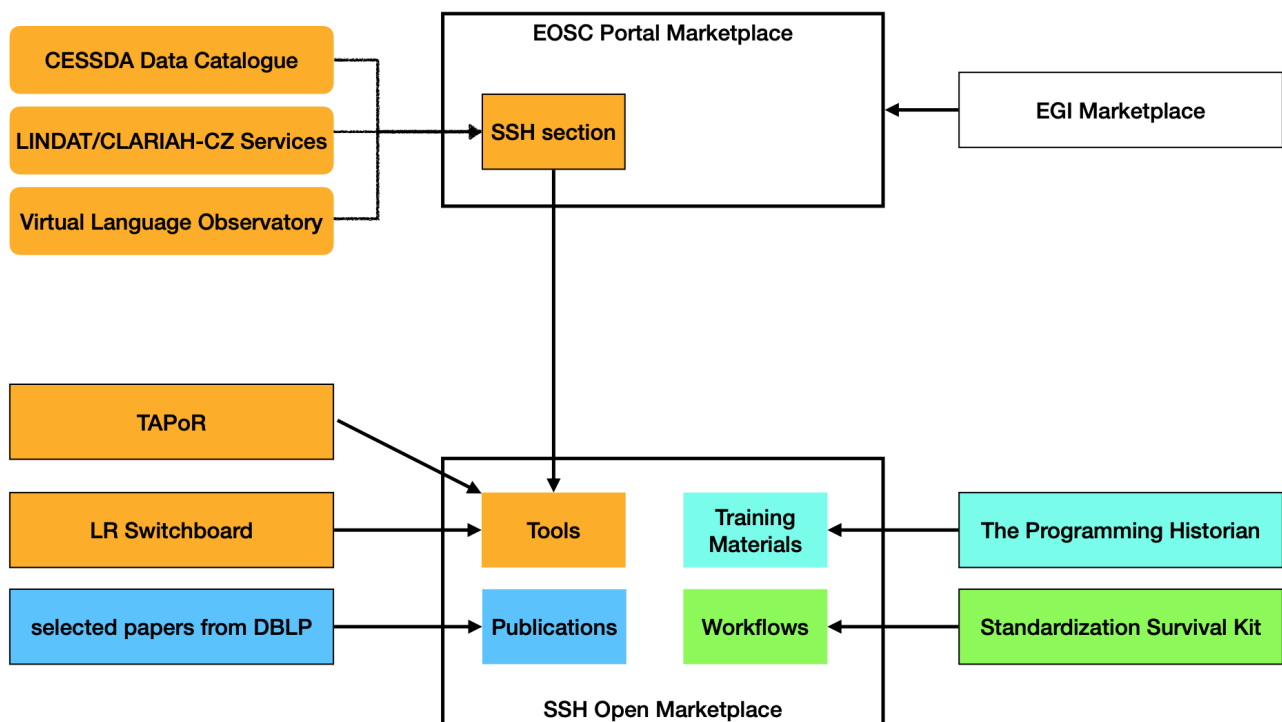 EOSC Portal Marketplace
CESSDA Data Catalogue
LINDAT/CLARIAH-CZ Services
Virtual Language Observatory
SSH section
EGI Marketplace
TAPoR
LR Switchboard
selected papers from DBLP
Tools
Publications
Training
Materials
Workflows
The Programming Historian
Standardization Survival Kit
SSH Open Marketplace